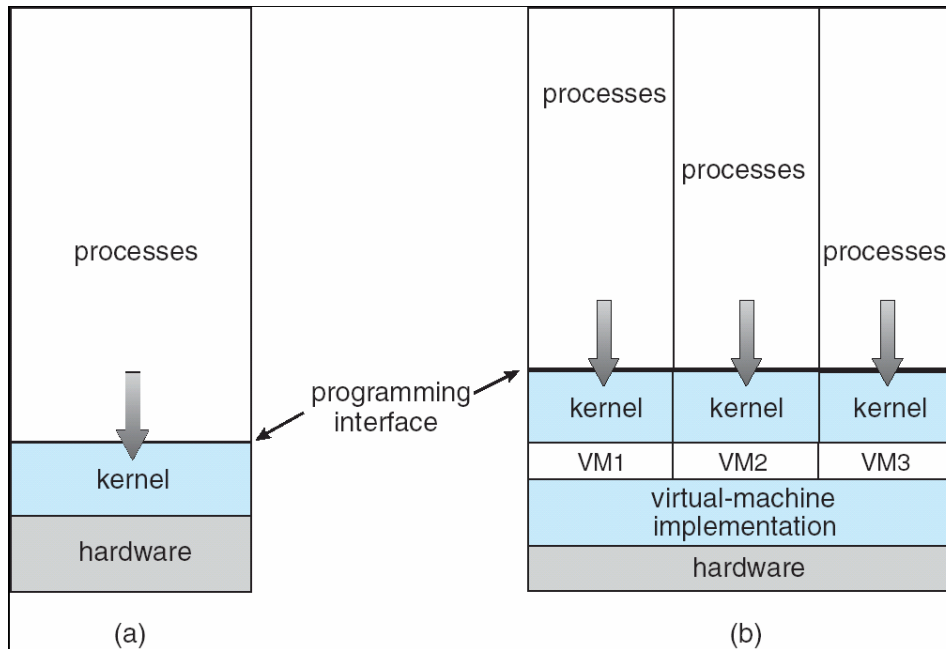 processes
kernel
hardware
(a)
programming
interface
processes
processes
processes
kernel
kernel
kernel
VM1
VM2
VM3
virtual-machine
implementation
hardware
(b)